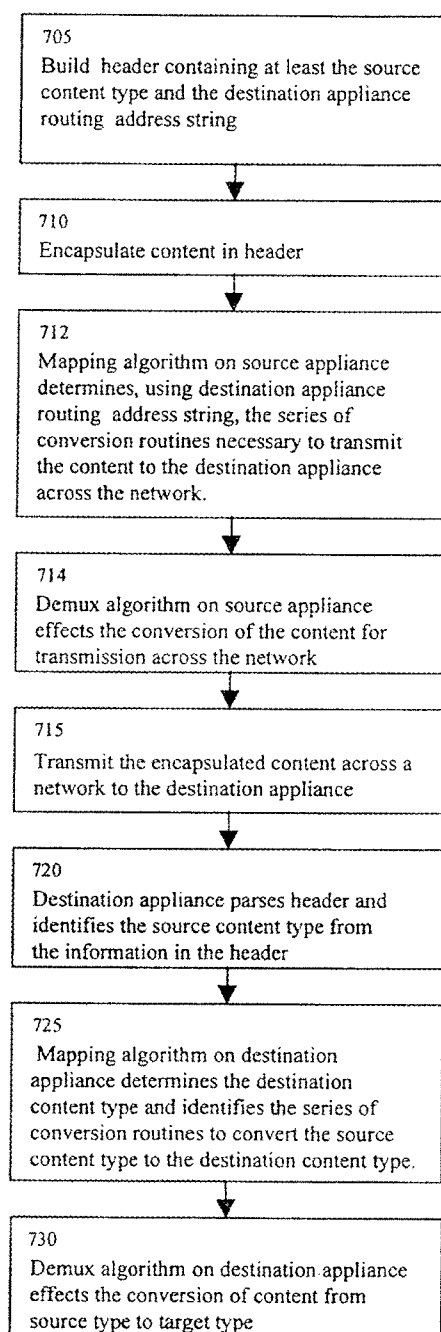 705
Build header containing at least the source
content type and the destination appliance
routing address string
710
Encapsulate content in header
712
Mapping algorithm on source appliance
determines, using destination appliance
routing address string, the series of
conversion routines necessary to transmit
the content to the destination appliance
across the network.
714
Demux algorithm on source appliance
effects the conversion of the content for
transmission across the network
715
Transmit the encapsulated content across a
network to the destination appliance
720
Destination appliance parses header and
identifies the source content type from
the information in the header
725
Mapping algorithm on destination
appliance determines the destination
content type and identifies the series of
conversion routines to convert the source
content type to the destination content type.
730
Demux algorithm on destination appliance
effects the conversion of content from
source type to target type